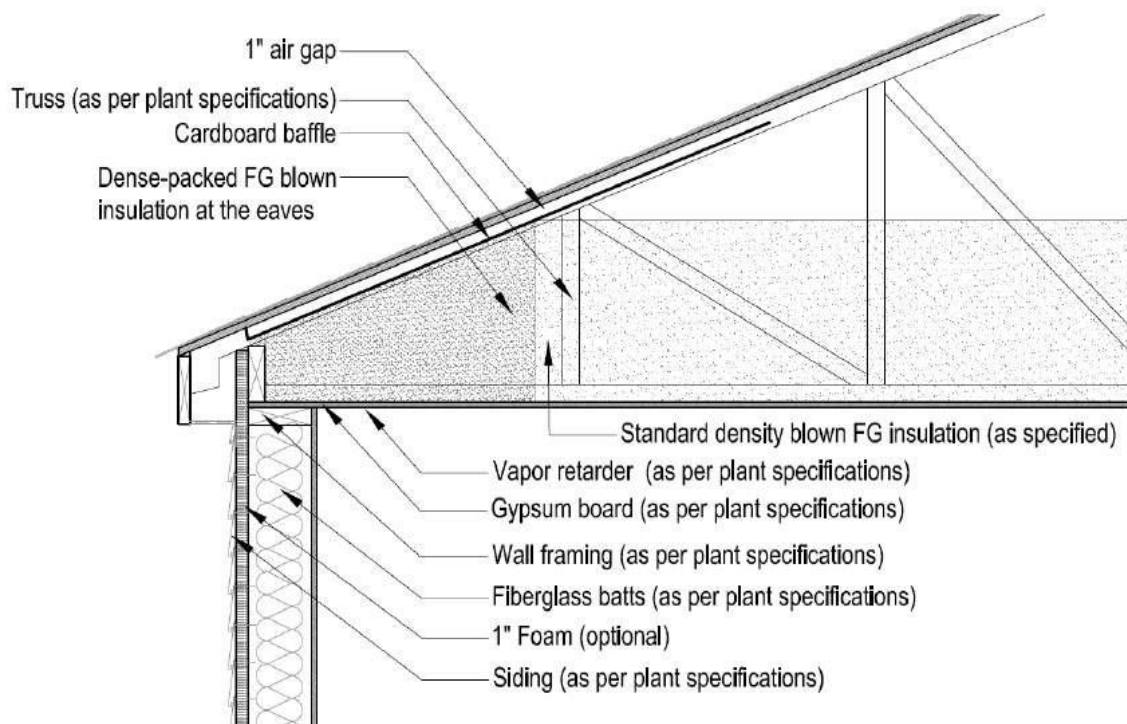 1" air gap
Truss (as per plant specifications)
Cardboard baffle
Dense-packed FG blown
insulation at the eaves
Standard density blown FG insulation (as specified)
Vapor retarder (as per plant specifications)
Gypsum board (as per plant specifications)
Wall framing (as per plant specifications)
Fiberglass batts (as per plant specifications)
1" Foam (optional)
Siding (as per plant specifications)